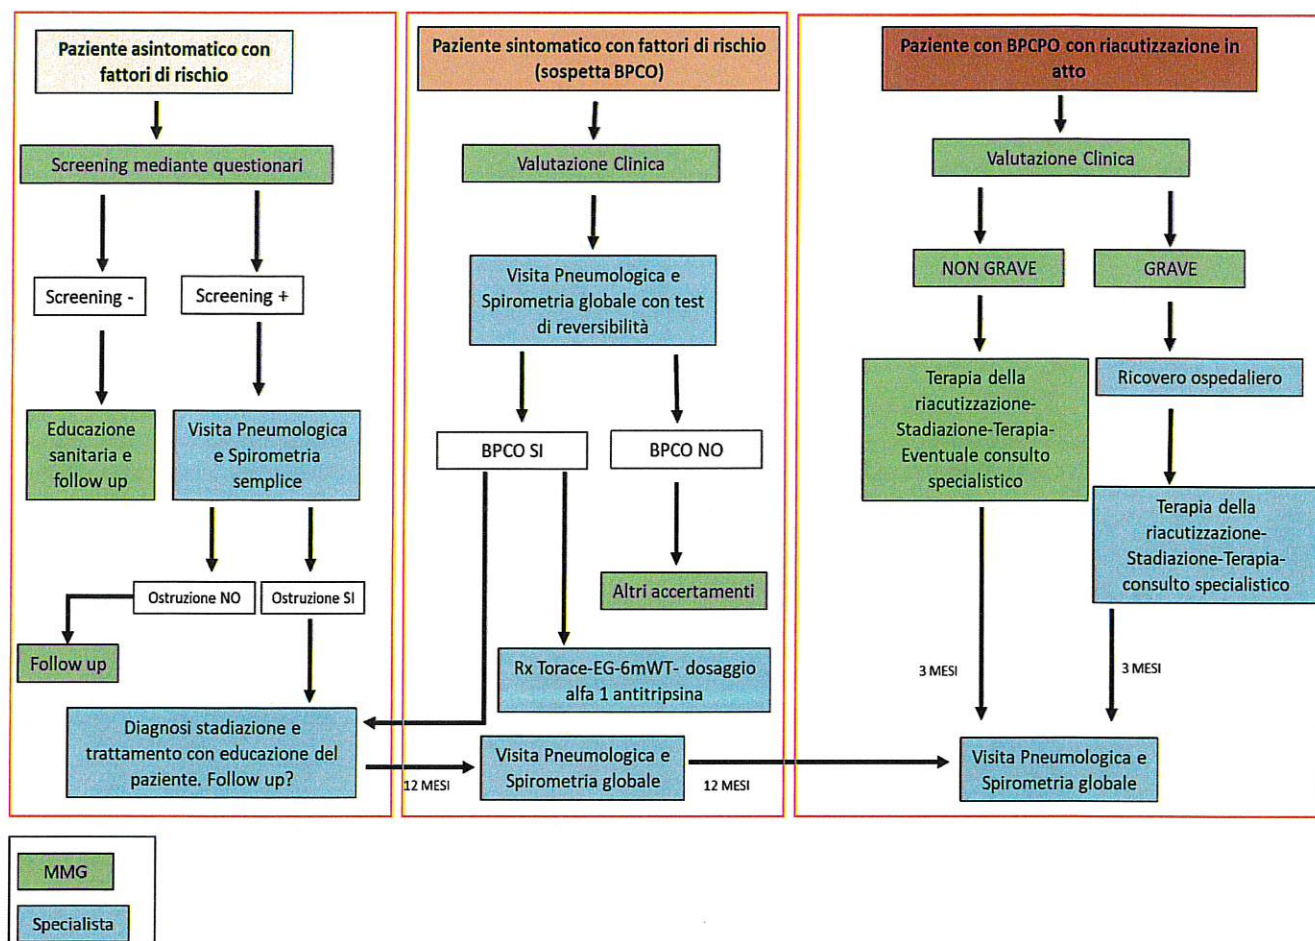 Paziente asintomatico con
fattori di rischio
Screening mediante questionari
Screening -
Screening +
Educazione
sanitaria e
follow up
Visita Pneumologica
e Spirometria
semplice
Ostruzione NO
Ostruzione SI
Follow up
Diagnosi stadiazione e
trattamento con educazione del
paziente. Follow up?
12 MESI
Paziente sintomatico con fattori di rischio
(sospetta BPCO)
Valutazione Clinica
Visita Pneumologica e
Spirometria globale con test
di reversibilità
BPCO SI
BPCO NO
Altri accertamenti
Rx Torace-EG-6mWT- dosaggio
alfa 1 antitripsina
Visita Pneumologica e
Spirometria globale
12 MESI
Paziente con BPCPO con riacutizzazione in
atto
Valutazione Clinica
NON GRAVE
GRAVE
Terapia della
riacutizzazione-
Stadiazione-Terapia-
Eventuale consulto
specialistico
Ricovero ospedaliero
Terapia della
riacutizzazione-
Stadiazione-Terapia-
consulto specialistico
3 MESI
3 MESI
Visita Pneumologica e
Spirometria globale
MMG
Specialista